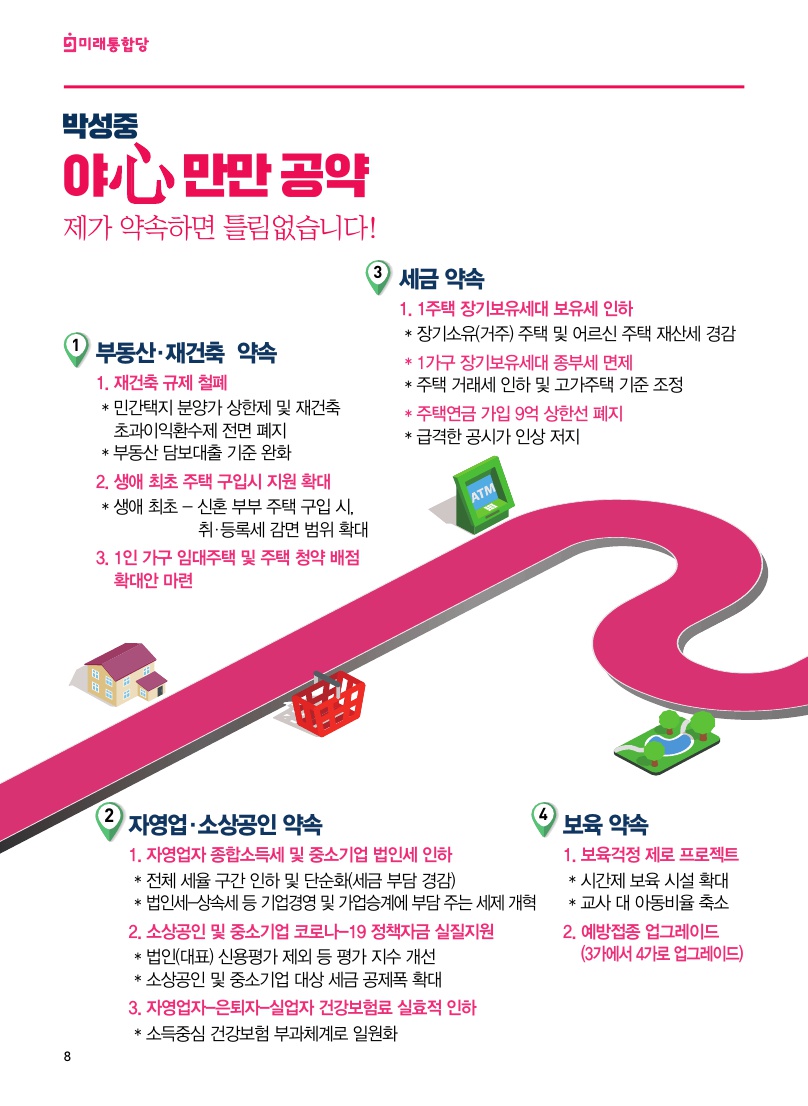 미래통합당
박성중
야心 만만 공약
제가 약속하면 틀림없습니다!
1 부동산·재건축 약속
1. 재건축 규제 철폐
* 민간택지 분양가 상한제 및 재건축
초과이익환수제 전면 폐지
* 부동산 담보대출 기준 완화
2. 생애 최초 주택 구입시 지원 확대
* 생애 최초 – 신혼 부부 주택 구입 시,
취·등록세 감면 범위 확대
3. 1인 가구 임대주택 및 주택 청약 배점
확대안 마련
3 세금 약속
1. 1주택 장기보유세대 보유세 인하
* 장기소유(거주) 주택 및 어르신 주택 재산세 경감
* 1가구 장기보유세대 종부세 면제
* 주택 거래세 인하 및 고가주택 기준 조정
* 주택연금 가입 9억 상한선 폐지
* 급격한 공시가 인상 저지
ATM
2 자영업·소상공인 약속
1. 자영업자 종합소득세 및 중소기업 법인세 인하
* 전체 세율 구간 인하 및 단순화(세금 부담 경감)
* 법인세–상속세 등 기업경영 및 가업승계에 부담 주는 세제 개혁
2. 소상공인 및 중소기업 코로나–19 정책자금 실질지원
* 법인(대표) 신용평가 제외 등 평가 지수 개선
* 소상공인 및 중소기업 대상 세금 공제폭 확대
3. 자영업자–은퇴자–실업자 건강보험료 실효적 인하
* 소득중심 건강보험 부과체계로 일원화
4 보육 약속
1. 보육걱정 제로 프로젝트
* 시간제 보육 시설 확대
* 교사 대 아동비율 축소
2. 예방접종 업그레이드
(3가에서 4가로 업그레이드)
8